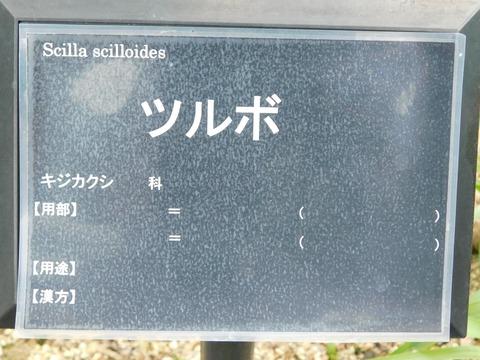 Scilla scilloides
ツルボ
キジカクシ 科
【用部】 = ( )
= ( )
【用途】
【漢方】